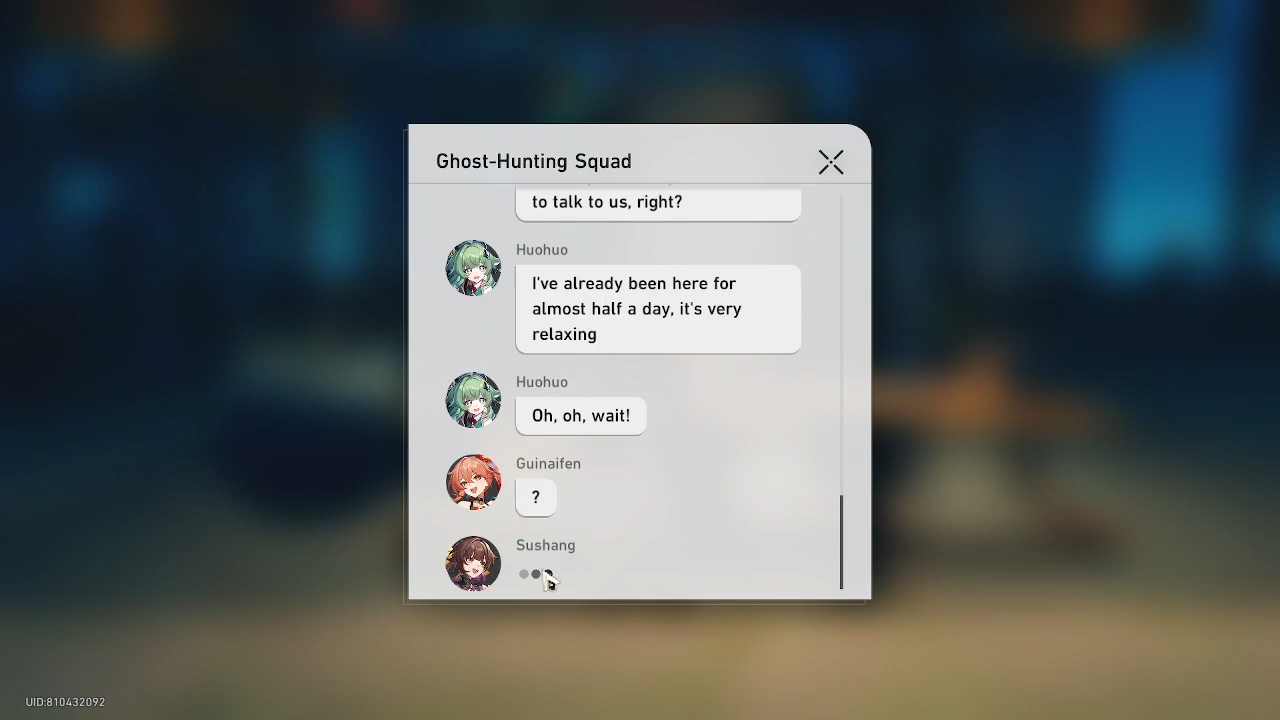 Ghost-Hunting Squad
to talk to us, right?
Huohuo
I've already been here for
almost half a day, it's very
relaxing
Huohuo
Oh, oh, wait!
Guinaifen
?
Sushang
UID:810432092